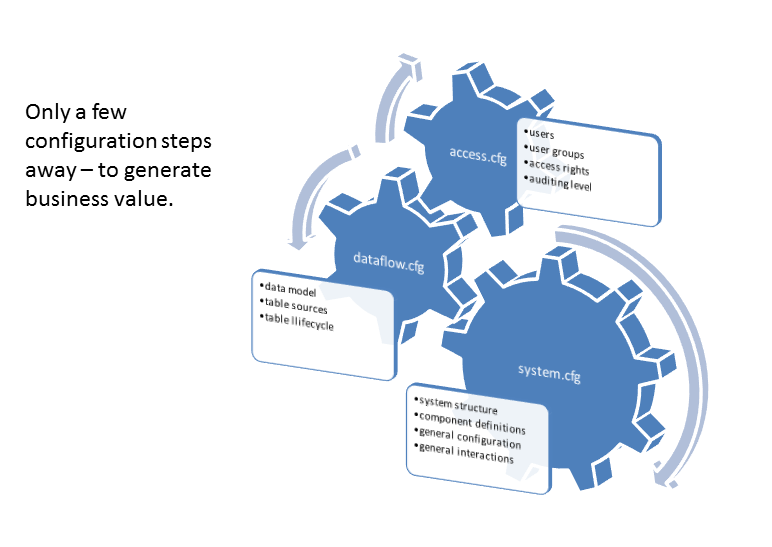 Only a few
configuration steps
away – to generate
business value.
access.cfg
•users
•user groups
•access rights
•auditing level
dataflow.cfg
•data model
•table sources
•table llifecycle
system.cfg
•system structure
•component definitions
•general configuration
•general interactions